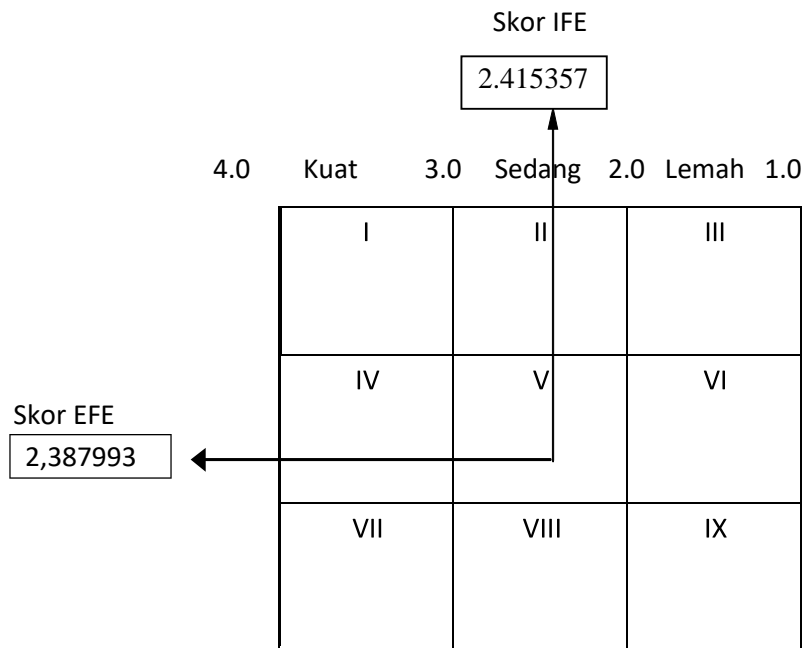 Skor IFE
2.415357
4.0 Kuat 3.0 Sedang 2.0 Lemah 1.0
I II III
IV V VI
Skor EFE
2,387993
VII VIII IX